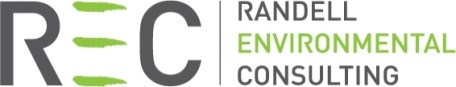 REC
RANDELL
ENVIRONMENTAL
CONSULTING